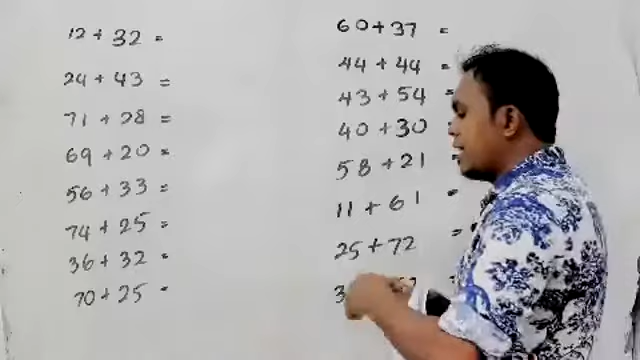 12 + 32 =
24 + 43 =
71 + 28 =
69 + 20 =
56 + 33 =
74 + 25 =
36 + 32 =
70 + 25 =
60 + 37 =
44 + 44 =
43 + 54 =
40 + 30 =
58 + 21 =
11 + 61 =
25 + 72 =